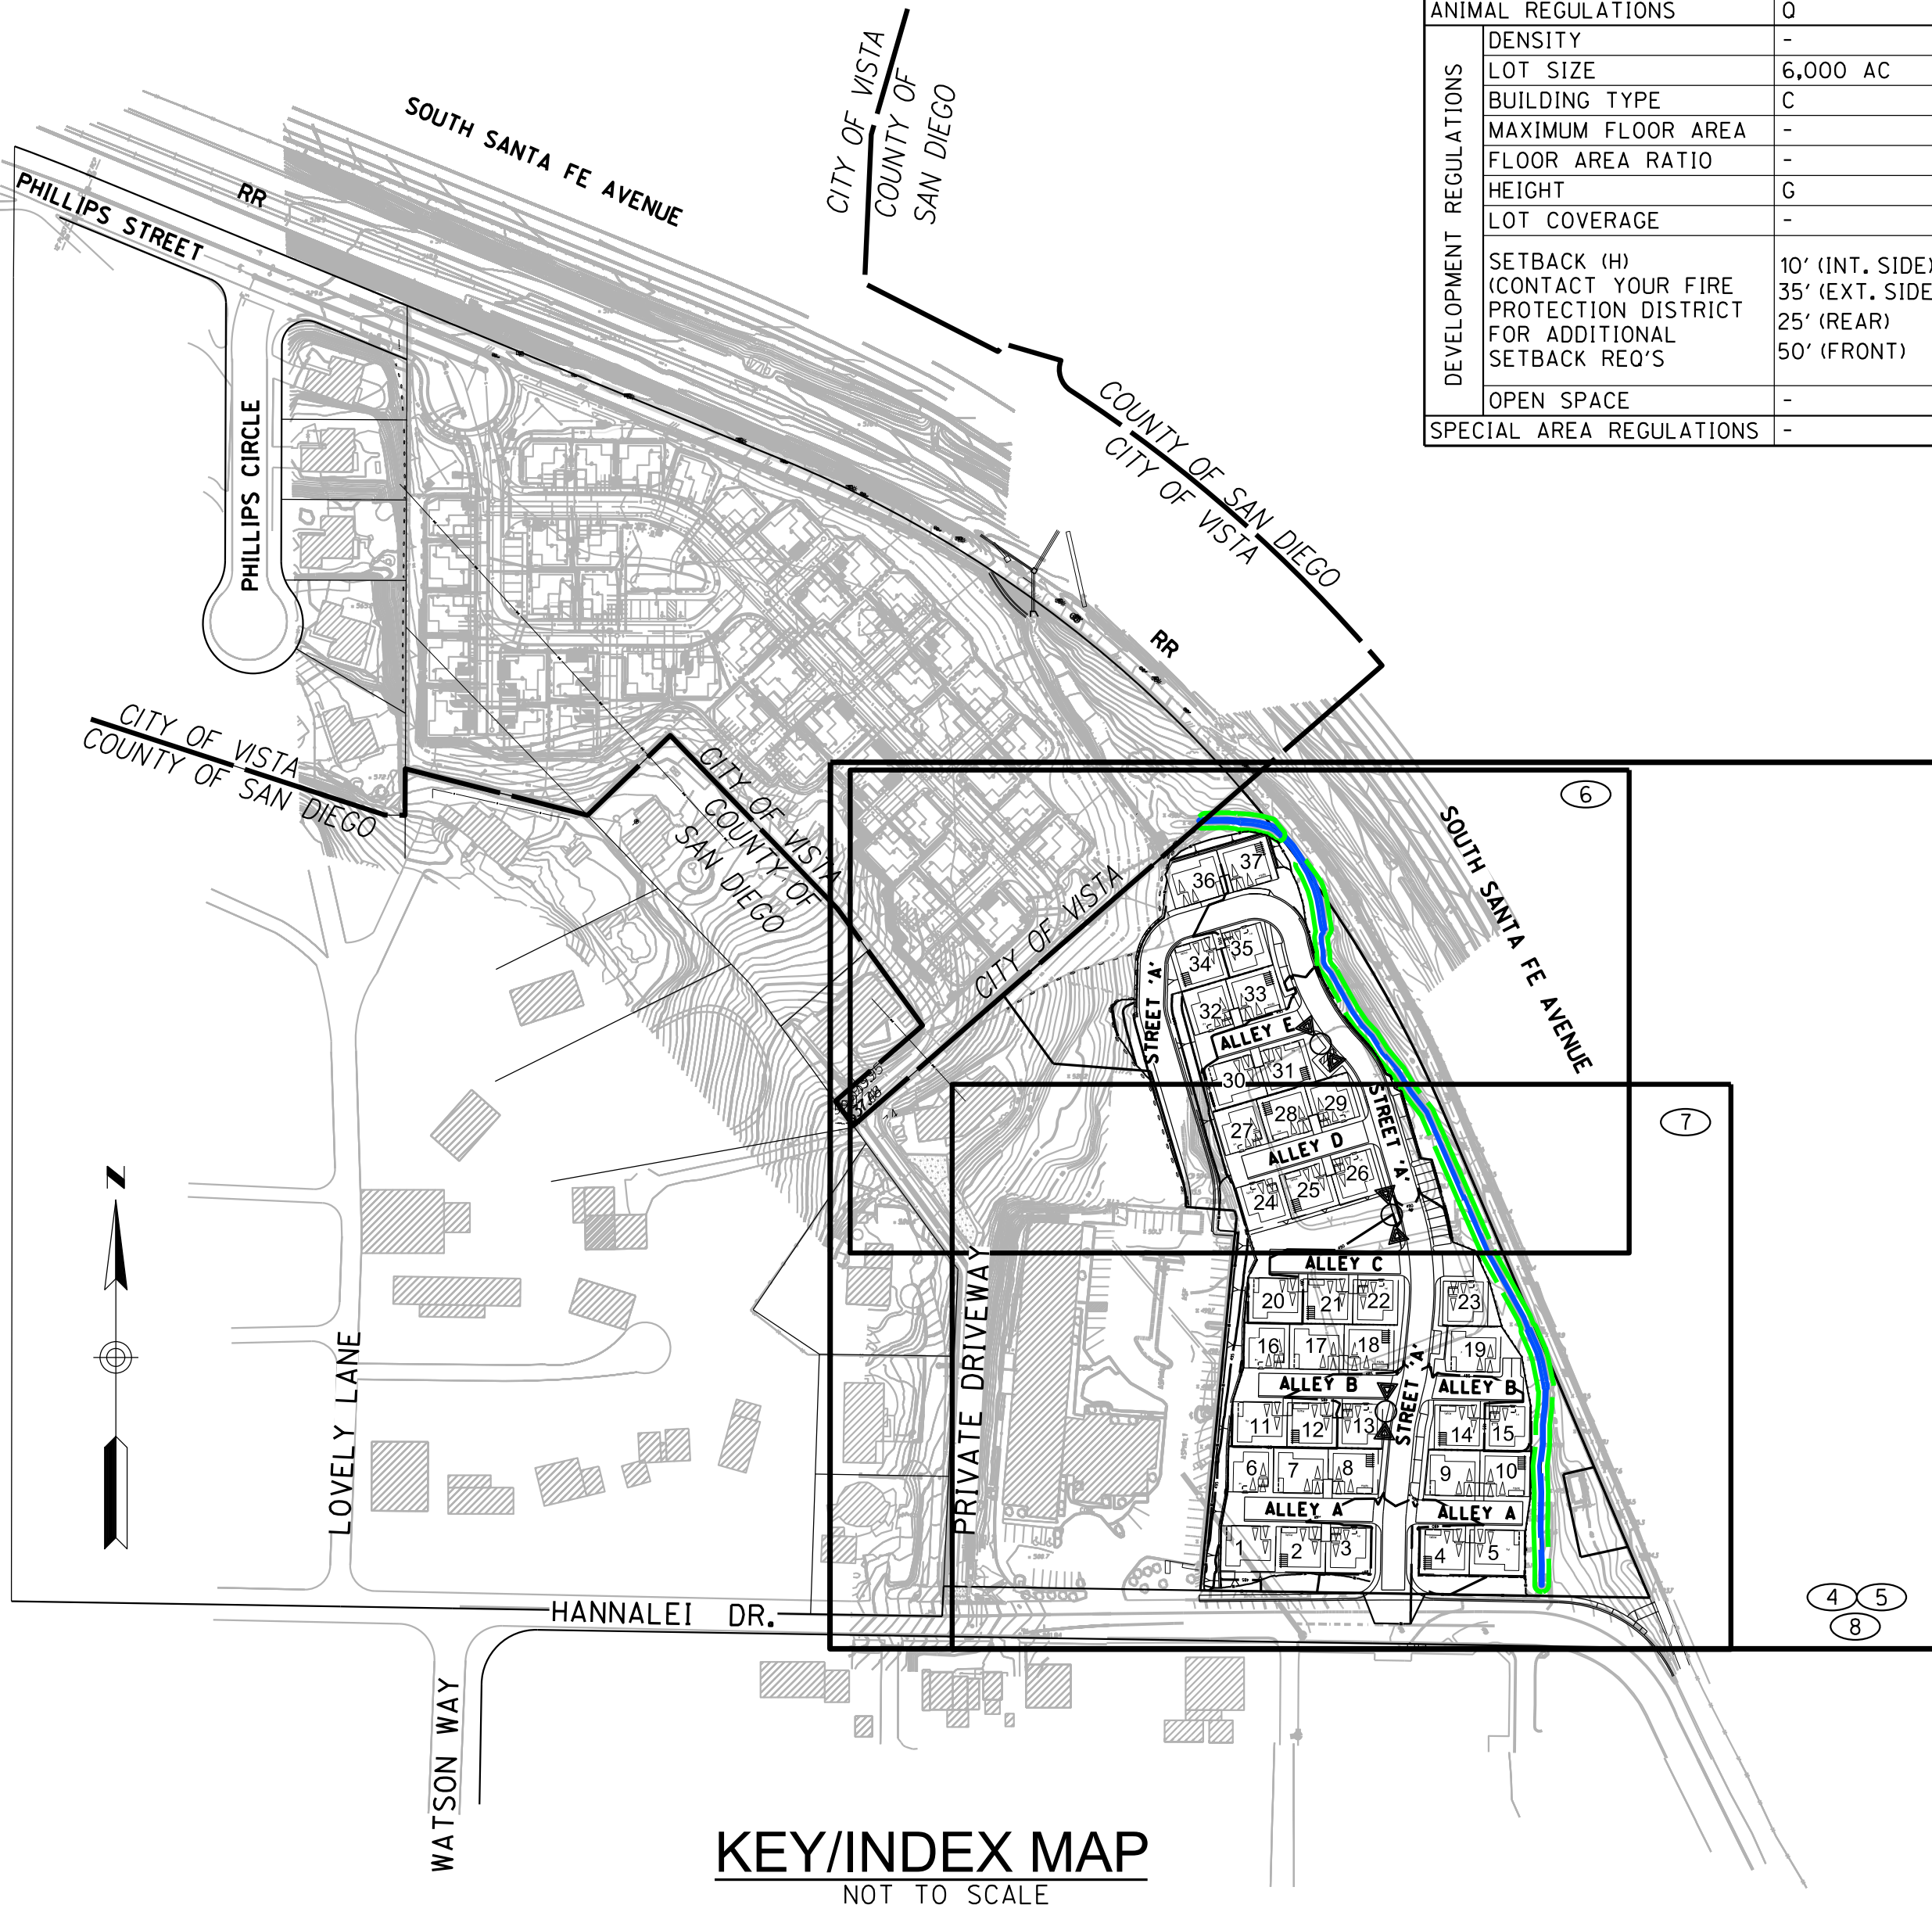 ANIMAL REGULATIONS Q
DEVELOPMENT REGULATIONS
DENSITY -
LOT SIZE 6,000 AC
BUILDING TYPE C
MAXIMUM FLOOR AREA -
FLOOR AREA RATIO -
HEIGHT G
LOT COVERAGE -
SETBACK (H)
(CONTACT YOUR FIRE
PROTECTION DISTRICT
FOR ADDITIONAL
SETBACK REQ'S
10' (INT. SIDE)
35' (EXT. SIDE
25' (REAR)
50' (FRONT)
OPEN SPACE -
SPECIAL AREA REGULATIONS -
SOUTH SANTA FE AVENUE
CITY OF VISTA
COUNTY OF
SAN DIEGO
RR
PHILLIPS STREET
PHILLIPS CIRCLE
COUNTY OF SAN DIEGO
CITY OF VISTA
RR
CITY OF VISTA
COUNTY OF SAN DIEGO
CITY OF VISTA
COUNTY OF
SAN DIEGO
CITY OF VISTA
6
SOUTH SANTA FE AVENUE
37
36
35
34
33
32
STREET 'A'
ALLEY E
31
30
29
28
27
STREET 'A'
7
ALLEY D
26
25
24
ALLEY C
20
21
22
23
16
17
18
19
ALLEY B
ALLEY B
STREET 'A'
11
12
13
14
15
6
7
8
9
10
ALLEY A
ALLEY A
1
2
3
4
5
N
LOVELY LANE
PRIVATE DRIVEWAY
HANNALEI DR.
WATSON WAY
4
5
8
KEY/INDEX MAP
NOT TO SCALE